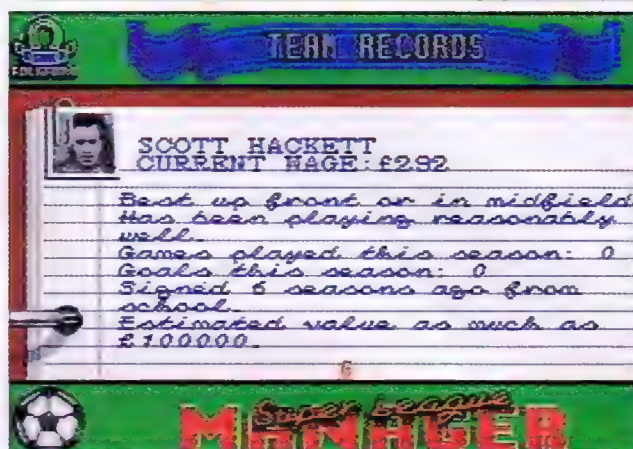 TEAM RECORDS
SCOTT HACKETT
CURRENT WAGE:£292
Best up front or in midfield
Has been playing reasonably
well.
Games played this season: 0
Goals this season: 0
Signed 6 seasons ago from
school.
Estimated value as much as
£100000.
Super League
MANAGER